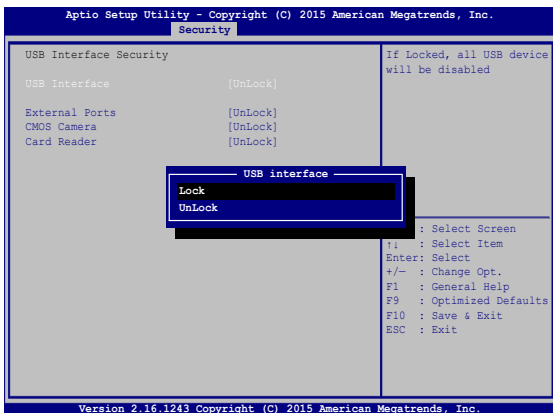 Aptio Setup Utility - Copyright (C) 2015 American Megatrends, Inc.
Security
USB Interface Security
USB Interface [UnLock]
External Ports [UnLock]
CMOS Camera [UnLock]
Card Reader [UnLock]
If Locked, all USB device
will be disabled
USB interface
Lock
UnLock
: Select Screen
↑↓ : Select Item
Enter: Select
+/— : Change Opt.
F1 : General Help
F9 : Optimized Defaults
F10 : Save & Exit
ESC : Exit
Version 2.16.1243 Copyright (C) 2015 American Megatrends, Inc.